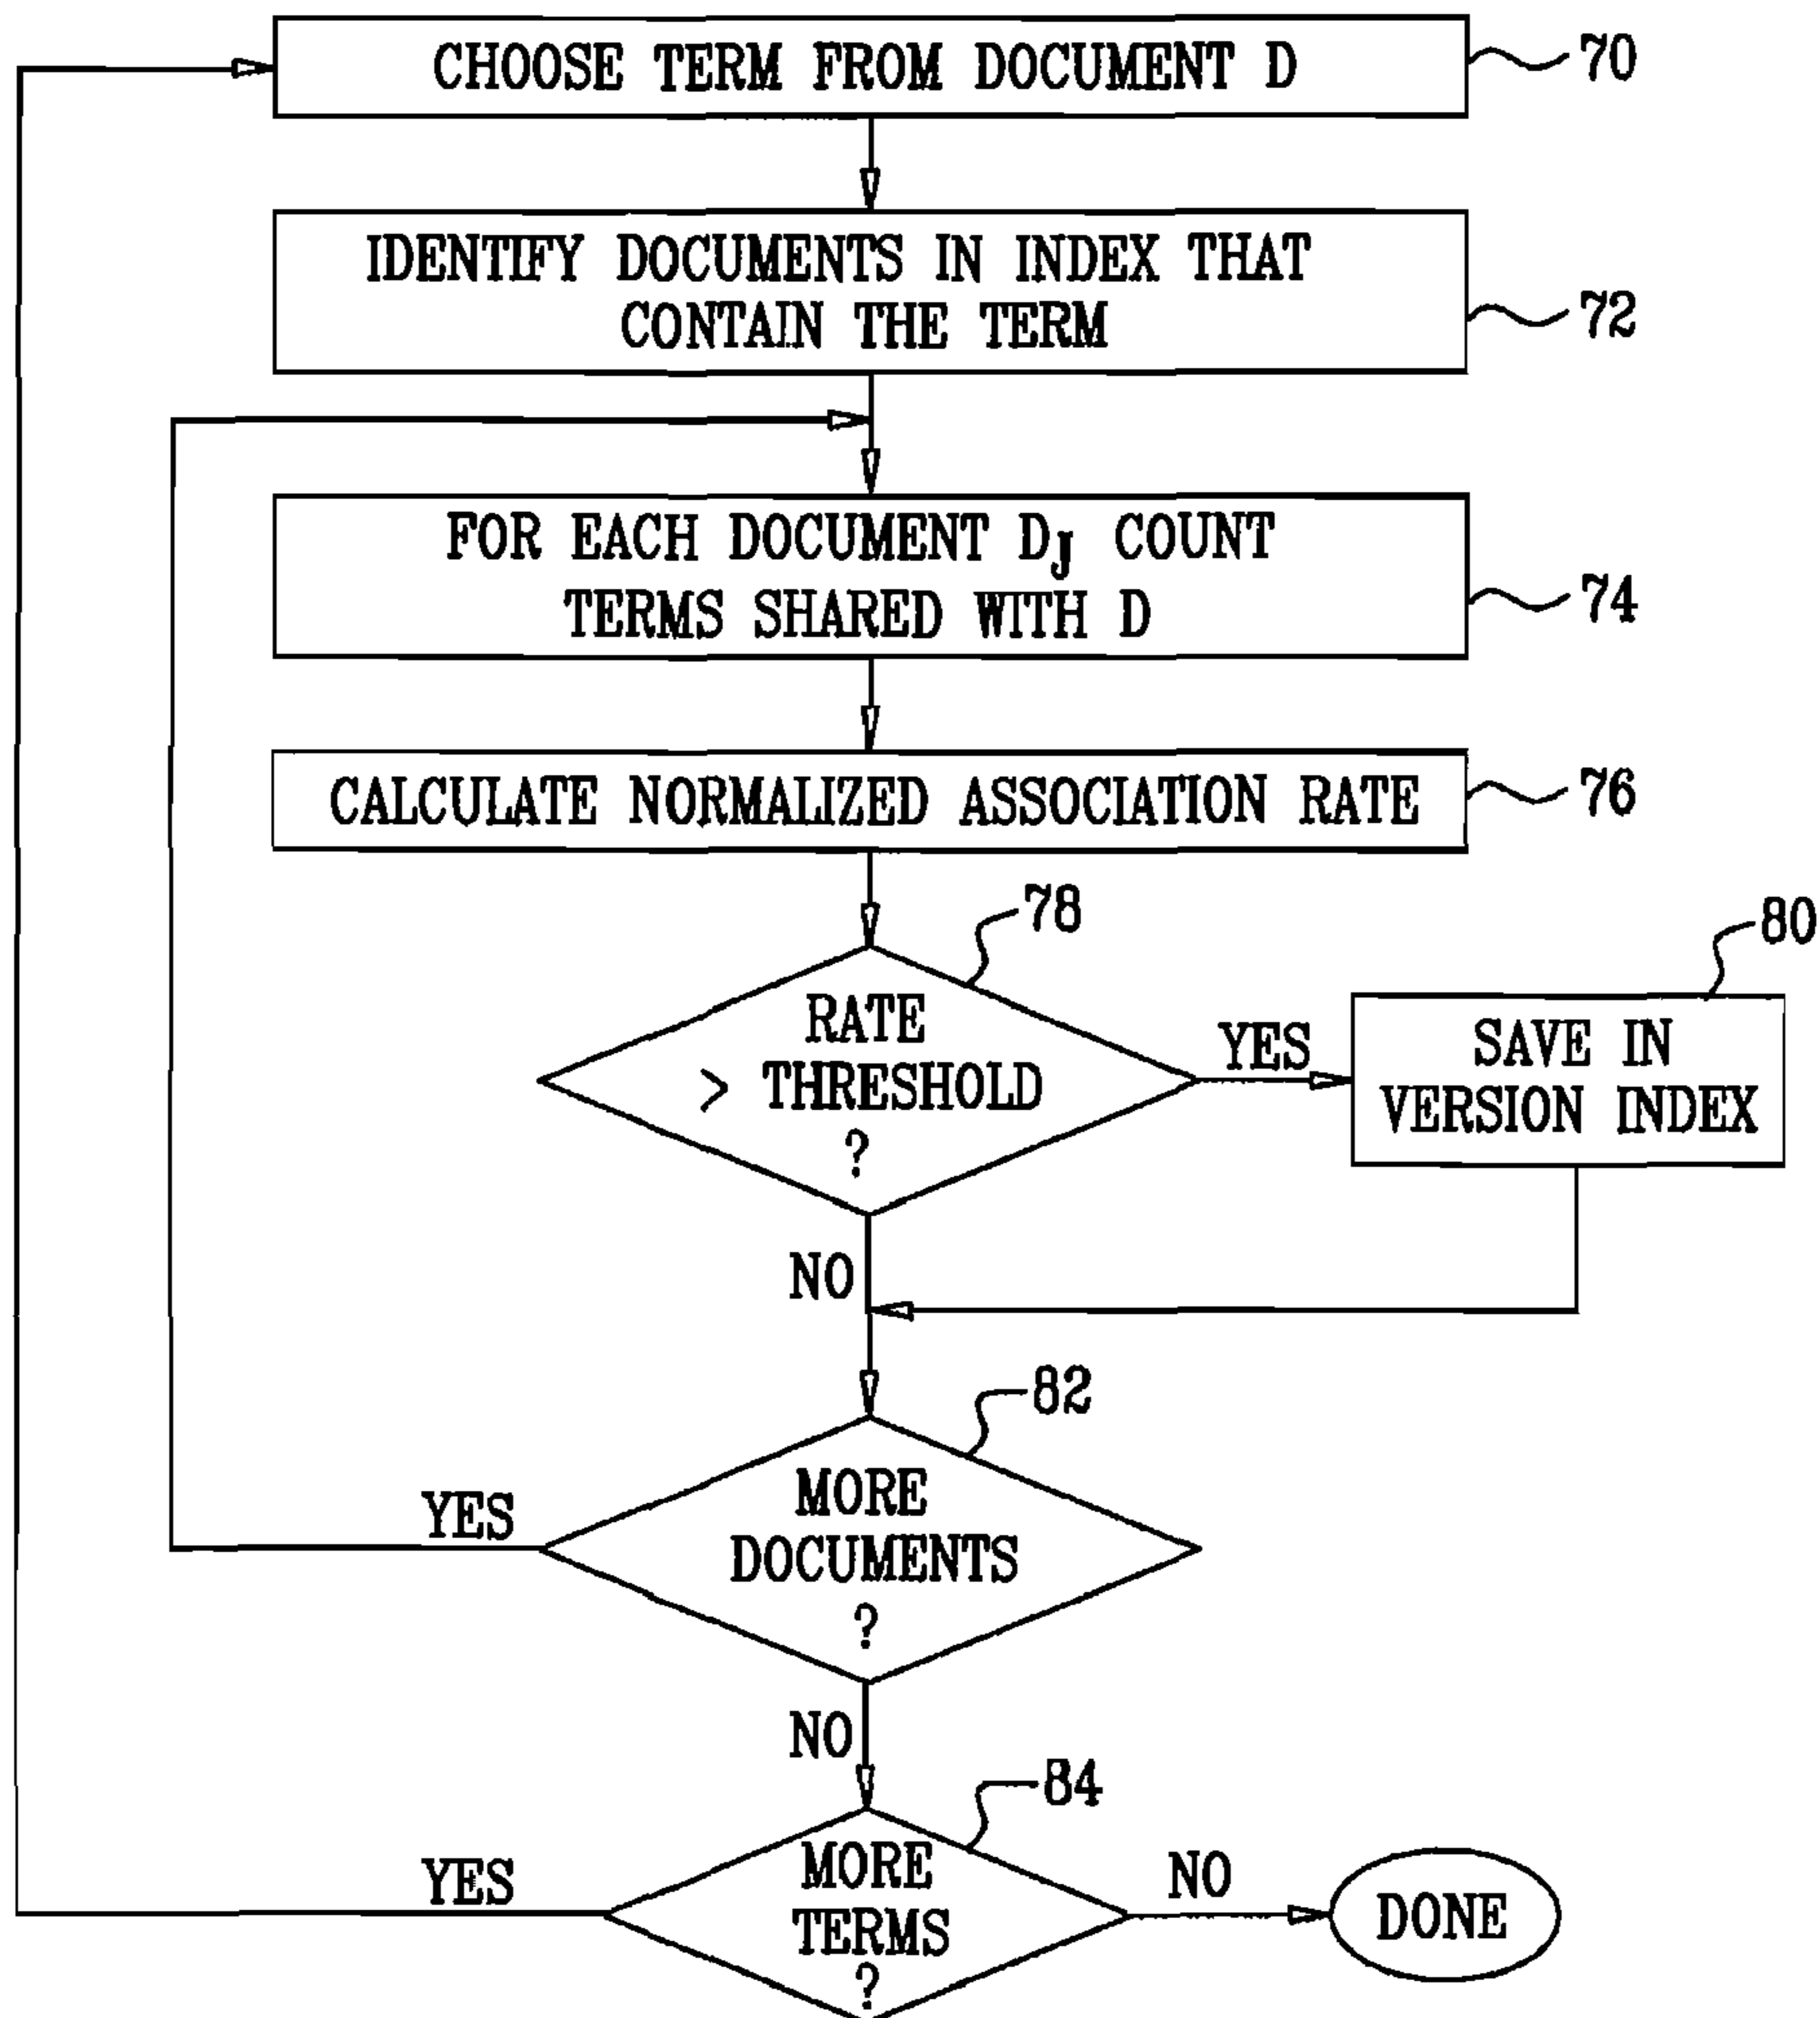 CHOOSE TERM FROM DOCUMENT D
70
IDENTIFY DOCUMENTS IN INDEX THAT
CONTAIN THE TERM
72
FOR EACH DOCUMENT DJ COUNT
TERMS SHARED WITH D
74
CALCULATE NORMALIZED ASSOCIATION RATE
76
78
RATE
> THRESHOLD
?
YES
80
SAVE IN
VERSION INDEX
NO
82
MORE
DOCUMENTS
?
YES
NO
84
MORE
TERMS
?
YES
NO
DONE